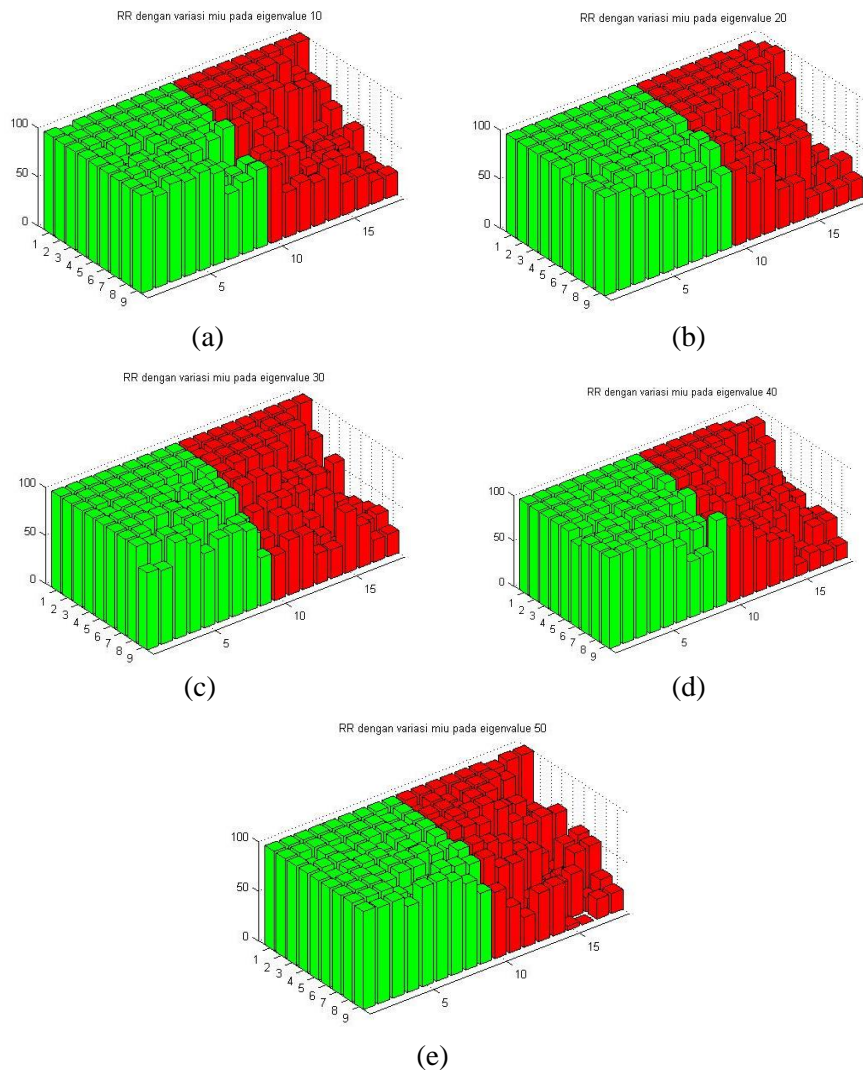 RR dengan variasi miu pada eigenvalue 10
100
50
0
1 2 3 4 5 6 7 8 9
5 10 15
(a)
RR dengan variasi miu pada eigenvalue 20
100
50
0
1 2 3 4 5 6 7 8 9
5 10 15
(b)
RR dengan variasi miu pada eigenvalue 30
100
50
0
1 2 3 4 5 6 7 8 9
5 10 15
(c)
RR dengan variasi miu pada eigenvalue 40
100
50
0
1 2 3 4 5 6 7 8 9
5 10 15
(d)
RR dengan variasi miu pada eigenvalue 50
100
50
0
1 2 3 4 5 6 7 8 9
5 10 15
(e)